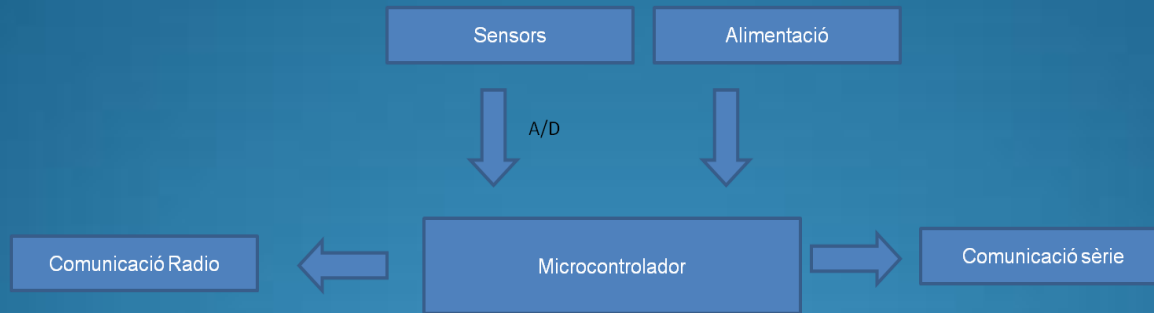 Sensors
Alimentació
A/D
Comunicació Radio
Microcontrolador
Comunicació sèrie